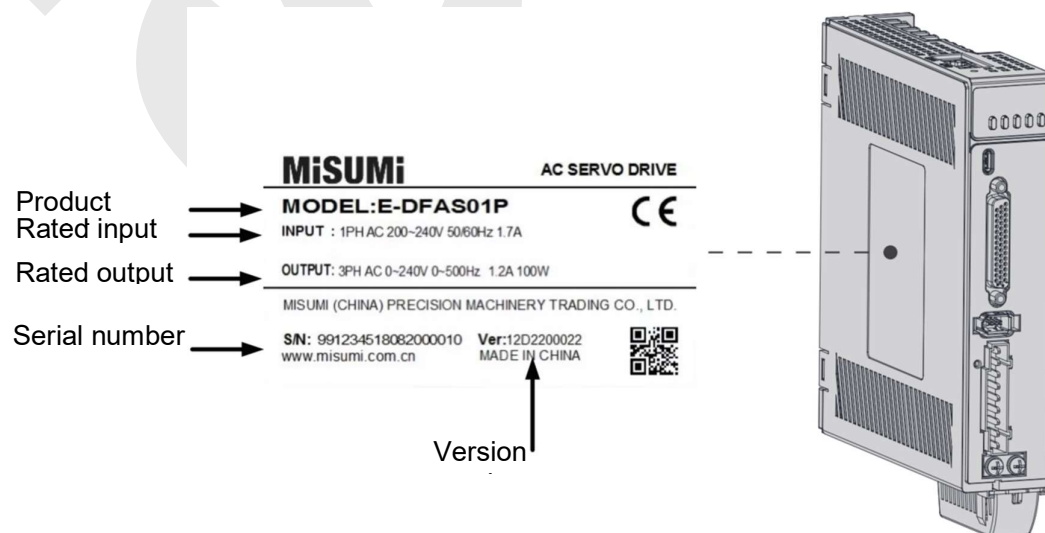 MiSUMi
AC SERVO DRIVE
Product
MODEL:E-DFAS01P
CE
Rated input
INPUT : 1PH AC 200~240V 50/60Hz 1.7A
Rated output
OUTPUT: 3PH AC 0~240V 0~500Hz 1.2A 100W
MISUMI (CHINA) PRECISION MACHINERY TRADING CO., LTD.
Serial number
S/N: 991234518082000010 Ver:12D2200022
www.misumi.com.cn MADE IN CHINA
Version